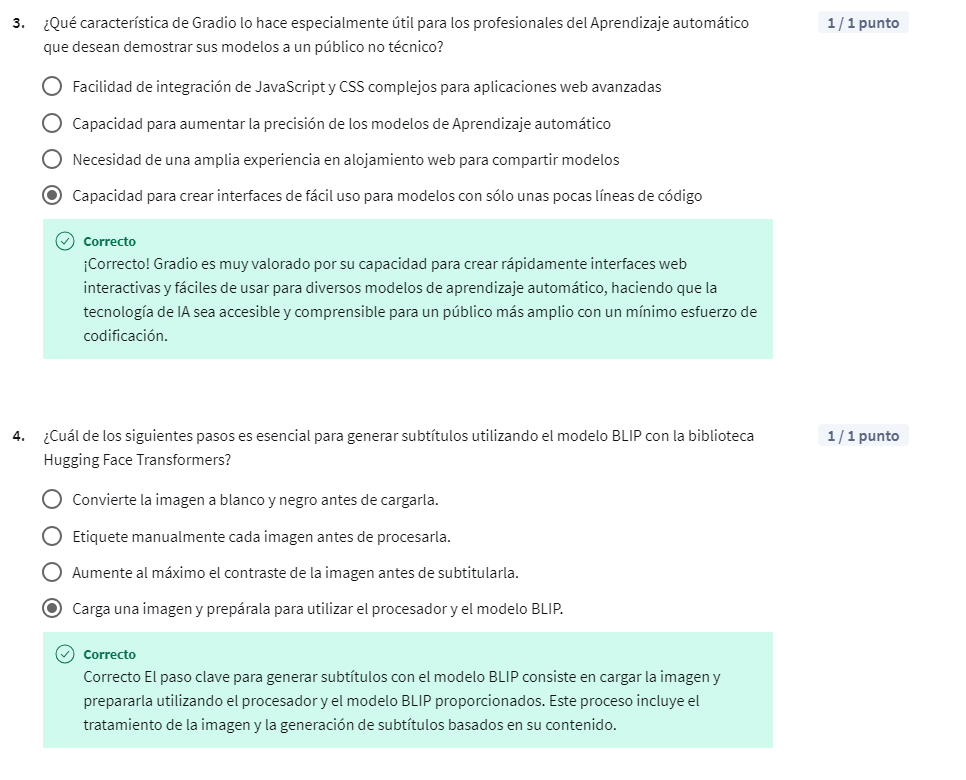 3. ¿Qué característica de Gradio lo hace especialmente útil para los profesionales del Aprendizaje automático 1 / 1 punto
que desean demostrar sus modelos a un público no técnico?
Facilidad de integración de JavaScript y CSS complejos para aplicaciones web avanzadas
Capacidad para aumentar la precisión de los modelos de Aprendizaje automático
Necesidad de una amplia experiencia en alojamiento web para compartir modelos
Capacidad para crear interfaces de fácil uso para modelos con sólo unas pocas líneas de código
Correcto
¡Correcto! Gradio es muy valorado por su capacidad para crear rápidamente interfaces web
interactivas y fáciles de usar para diversos modelos de aprendizaje automático, haciendo que la
tecnología de IA sea accesible y comprensible para un público más amplio con un mínimo esfuerzo de
codificación.
4. ¿Cuál de los siguientes pasos es esencial para generar subtítulos utilizando el modelo BLIP con la biblioteca 1 / 1 punto
Hugging Face Transformers?
Convierte la imagen a blanco y negro antes de cargarla.
Etiquete manualmente cada imagen antes de procesarla.
Aumente al máximo el contraste de la imagen antes de subtitularla.
Carga una imagen y prepárala para utilizar el procesador y el modelo BLIP.
Correcto
Correcto El paso clave para generar subtítulos con el modelo BLIP consiste en cargar la imagen y
prepararla utilizando el procesador y el modelo BLIP proporcionados. Este proceso incluye el
tratamiento de la imagen y la generación de subtítulos basados en su contenido.